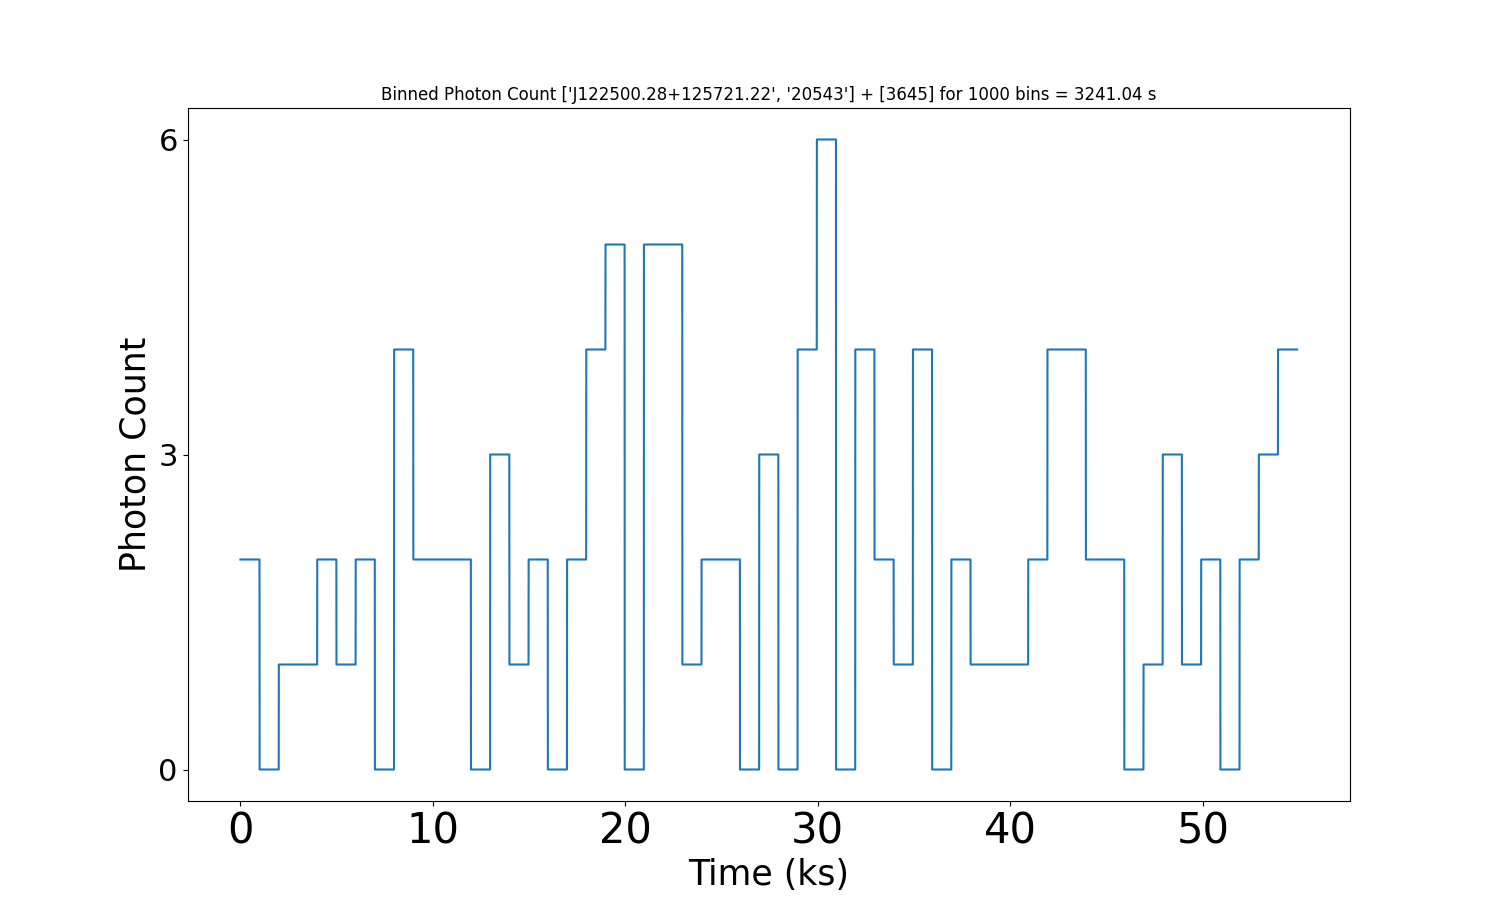 Binned Photon Count ['J122500.28+125721.22', '20543'] + [3645] for 1000 bins = 3241.04 s
6
3
0
Photon Count
0 10 20 30 40 50
Time (ks)